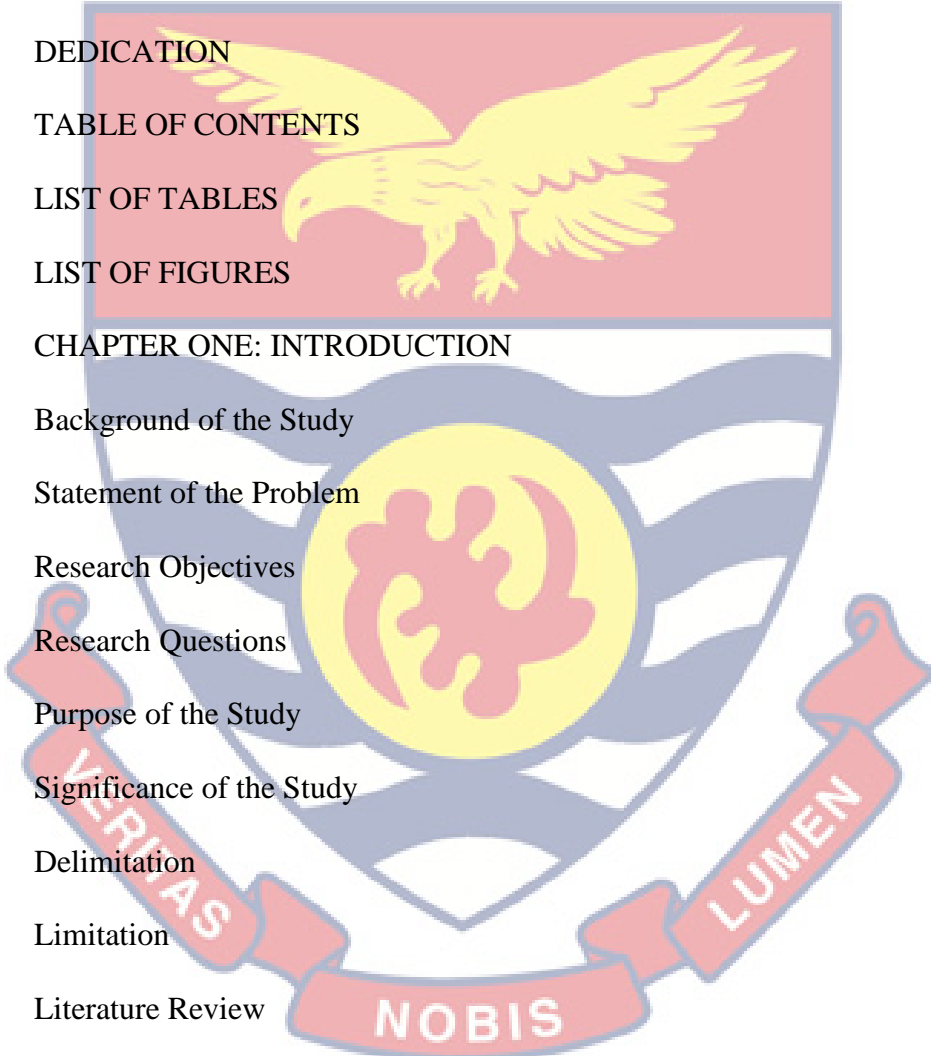 DEDICATION
TABLE OF CONTENTS
LIST OF TABLES
LIST OF FIGURES
CHAPTER ONE: INTRODUCTION
Background of the Study
Statement of the Problem
Research Objectives
Research Questions
Purpose of the Study
Significance of the Study
Delimitation
Limitation
Literature Review
VERITAS
NOBIS
LUMEN